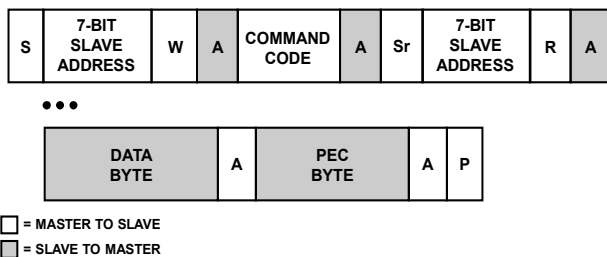 S 7-BIT SLAVE ADDRESS W A COMMAND CODE A Sr 7-BIT SLAVE ADDRESS R A
•••
DATA BYTE A PEC BYTE A P
= MASTER TO SLAVE
= SLAVE TO MASTER